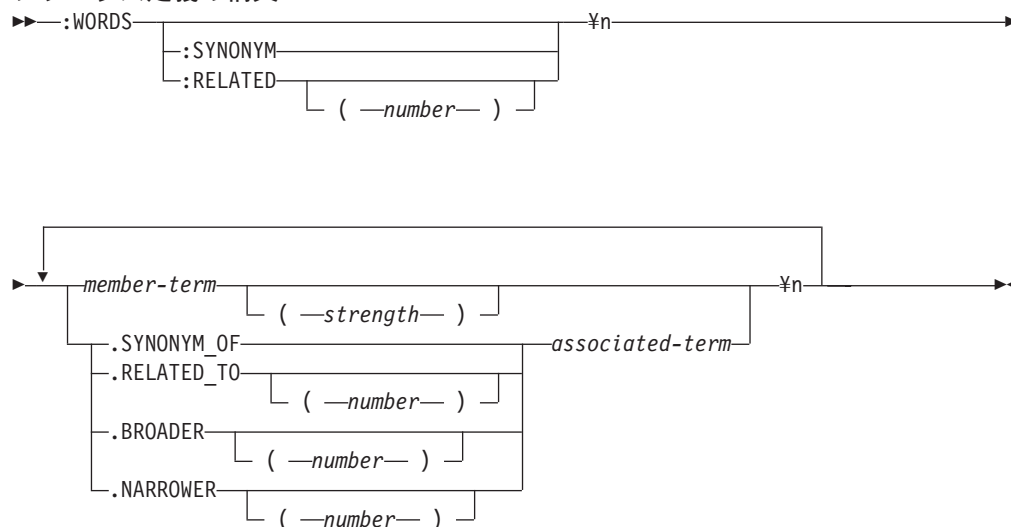 :WORDS ¥n
:SYNONYM
:RELATED
( number )
member-term ¥n
( strength )
.SYNONYM_OF associated-term
.RELATED_TO
( number )
.BROADER
( number )
.NARROWER
( number )